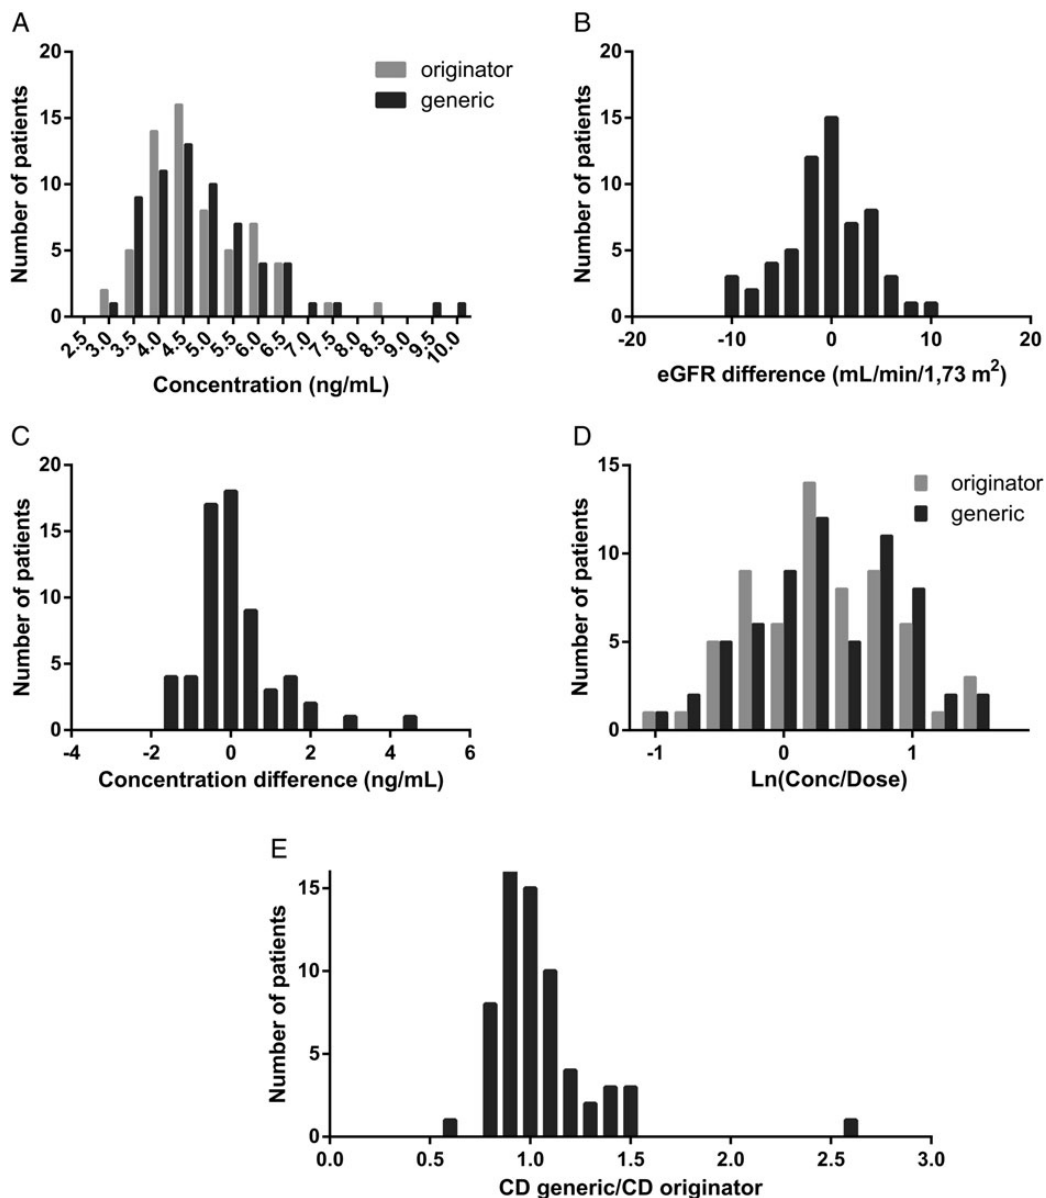 A
20
15
10
5
0
Number of patients
originator
generic
2.5 3.0 3.5 4.0 4.5 5.0 5.5 6.0 6.5 7.0 7.5 8.0 8.5 9.0 9.5 10.0
Concentration (ng/mL)
B
20
15
10
5
0
Number of patients
-20 -10 0 10 20
eGFR difference (mL/min/1,73 m²)
C
20
15
10
5
0
Number of patients
-4 -2 0 2 4 6
Concentration difference (ng/mL)
D
15
10
5
0
Number of patients
originator
generic
-1 0 1
Ln(Conc/Dose)
E
15
10
5
0
Number of patients
0.0 0.5 1.0 1.5 2.0 2.5 3.0
CD generic/CD originator